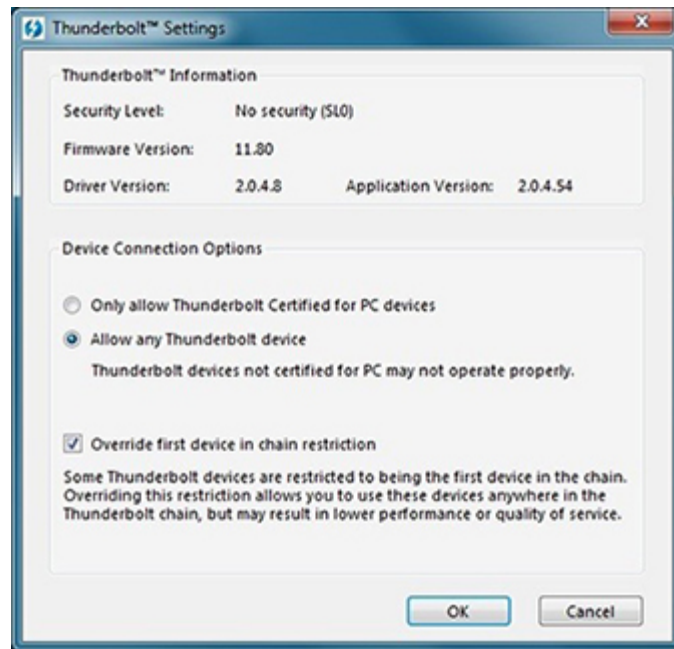 Thunderbolt™ Settings
Thunderbolt™ Information
Security Level: No security (SL0)
Firmware Version: 11.80
Driver Version: 2.0.4.8 Application Version: 2.0.4.54
Device Connection Options
Only allow Thunderbolt Certified for PC devices
Allow any Thunderbolt device
Thunderbolt devices not certified for PC may not operate properly.
Override first device in chain restriction
Some Thunderbolt devices are restricted to being the first device in the chain.
Overriding this restriction allows you to use these devices anywhere in the
Thunderbolt chain, but may result in lower performance or quality of service.
OK Cancel